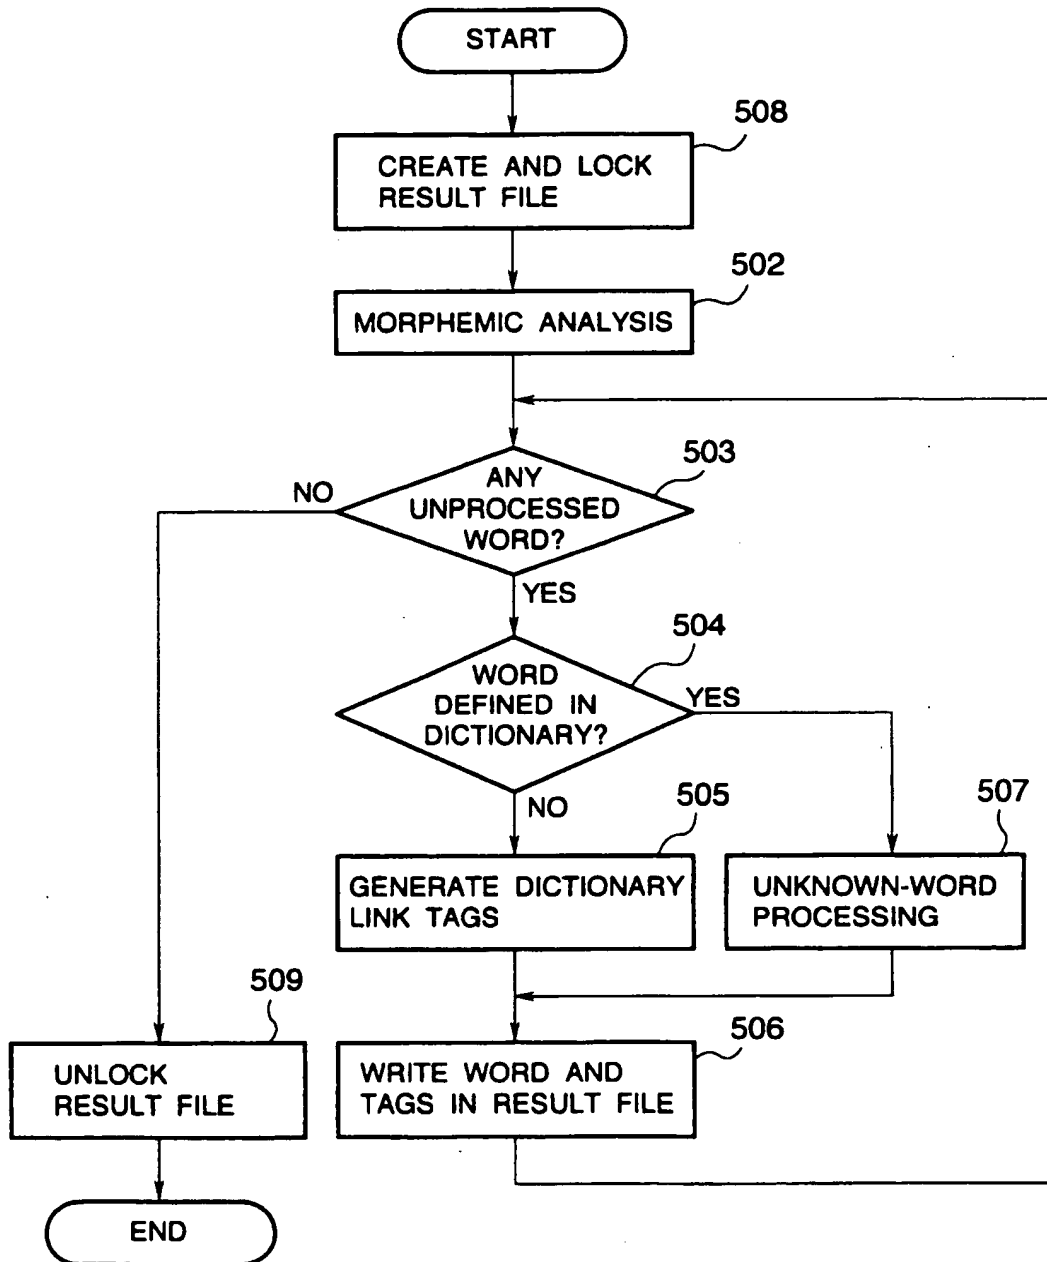 START
508
CREATE AND LOCK
RESULT FILE
502
MORPHEMIC ANALYSIS
503
ANY
UNPROCESSED
WORD?
NO
YES
504
WORD
DEFINED IN
DICTIONARY?
YES
NO
505
GENERATE DICTIONARY
LINK TAGS
507
UNKNOWN-WORD
PROCESSING
509
UNLOCK
RESULT FILE
506
WRITE WORD AND
TAGS IN RESULT FILE
END